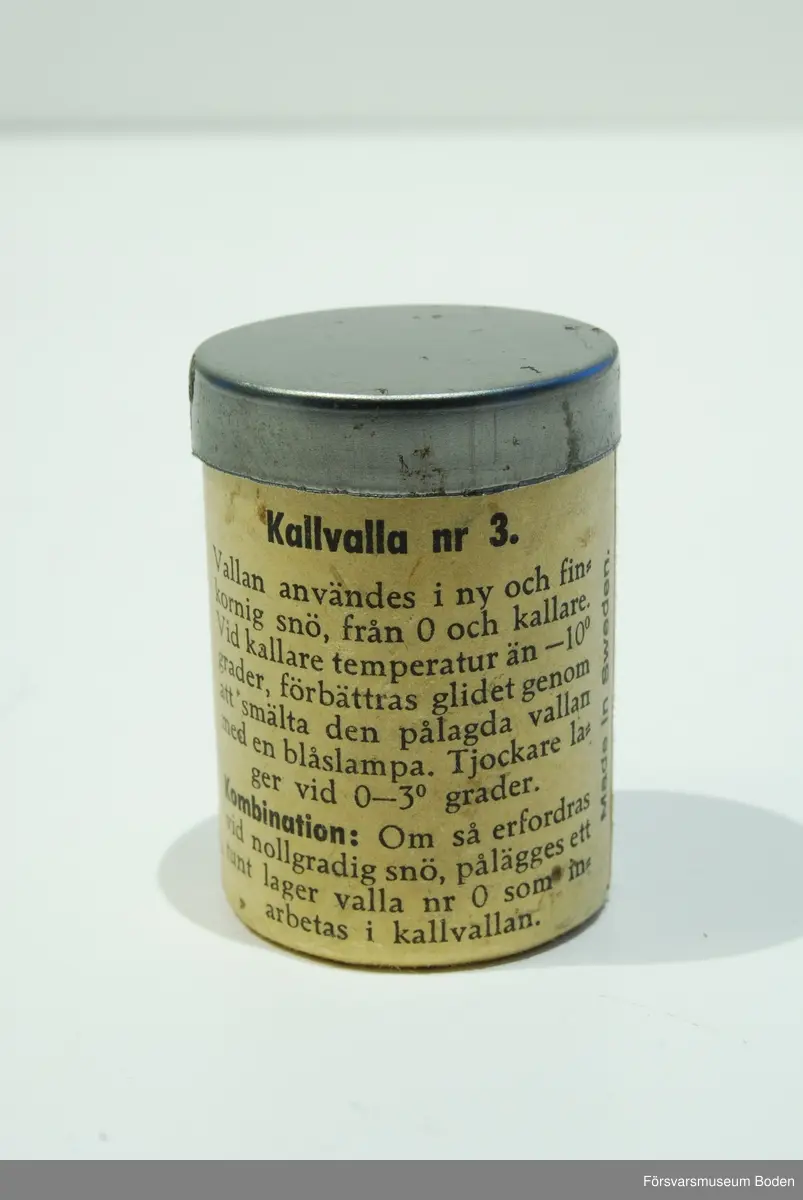 Kallvalla nr 3.
Vallan användes i ny och fin-
kornig snö, från 0 och kallare.
Vid kallare temperatur än —10°
grader, förbättras glidet genom
att smälta den pålagda vallan
med en blåslampa. Tjockare la-
ger vid 0—3° grader.
Kombination: Om så erfordras
vid nollgradig snö, pålägges ett
tunt lager valla nr 0 som in-
arbetas i kallvallan.
Made in Sweden.
Försvarsmuseum Boden